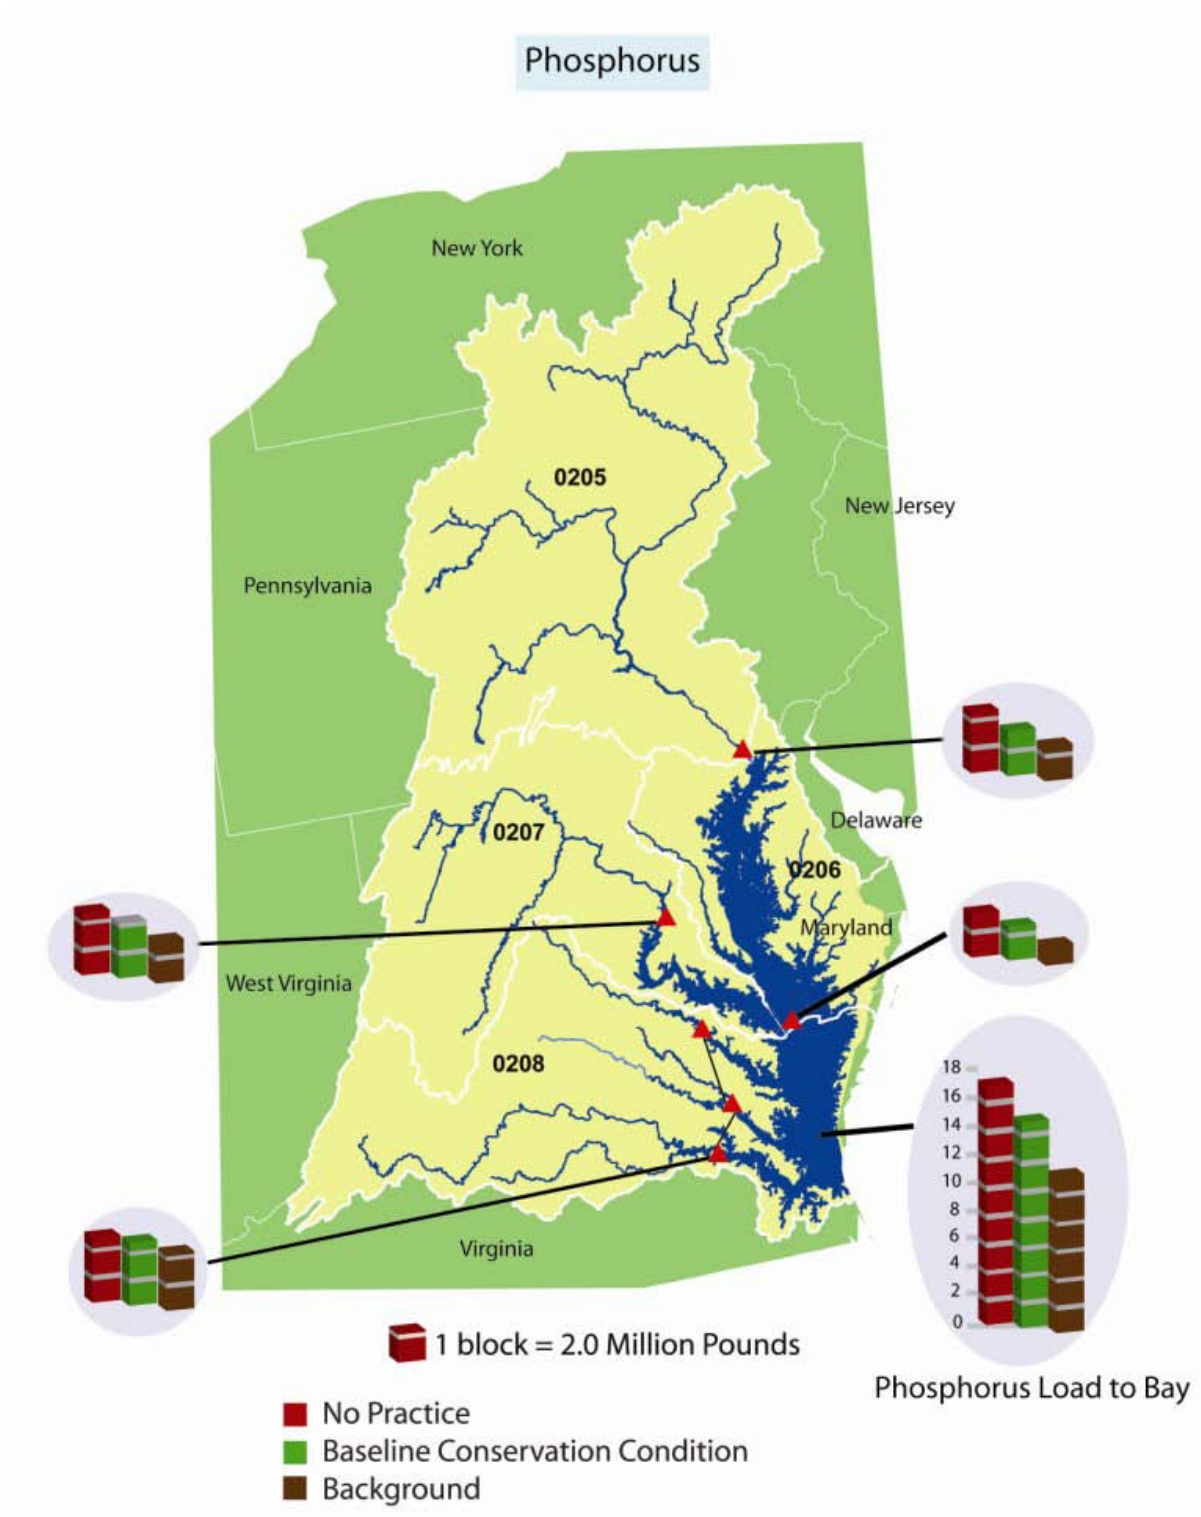 Phosphorus
New York
0205
New Jersey
Pennsylvania
Delaware
0207
0206
Maryland
West Virginia
0208
18
16
14
12
10
8
6
4
2
0
Virginia
1 block = 2.0 Million Pounds
Phosphorus Load to Bay
No Practice
Baseline Conservation Condition
Background